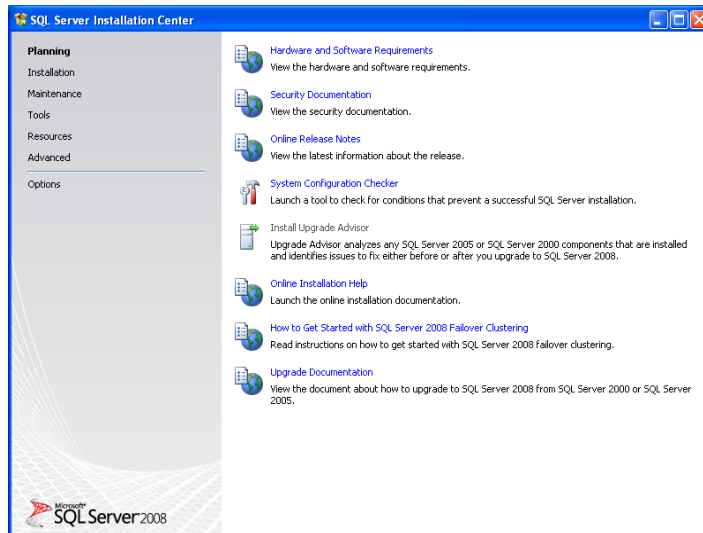 SQL Server Installation Center
Planning
Installation
Maintenance
Tools
Resources
Advanced
Options
Hardware and Software Requirements
View the hardware and software requirements.
Security Documentation
View the security documentation.
Online Release Notes
View the latest information about the release.
System Configuration Checker
Launch a tool to check for conditions that prevent a successful SQL Server installation.
Install Upgrade Advisor
Upgrade Advisor analyzes any SQL Server 2005 or SQL Server 2000 components that are installed
and identifies issues to fix either before or after you upgrade to SQL Server 2008.
Online Installation Help
Launch the online installation documentation.
How to Get Started with SQL Server 2008 Failover Clustering
Read instructions on how to get started with SQL Server 2008 failover clustering.
Upgrade Documentation
View the document about how to upgrade to SQL Server 2008 from SQL Server 2000 or SQL Server
2005.
Microsoft
SQL Server 2008